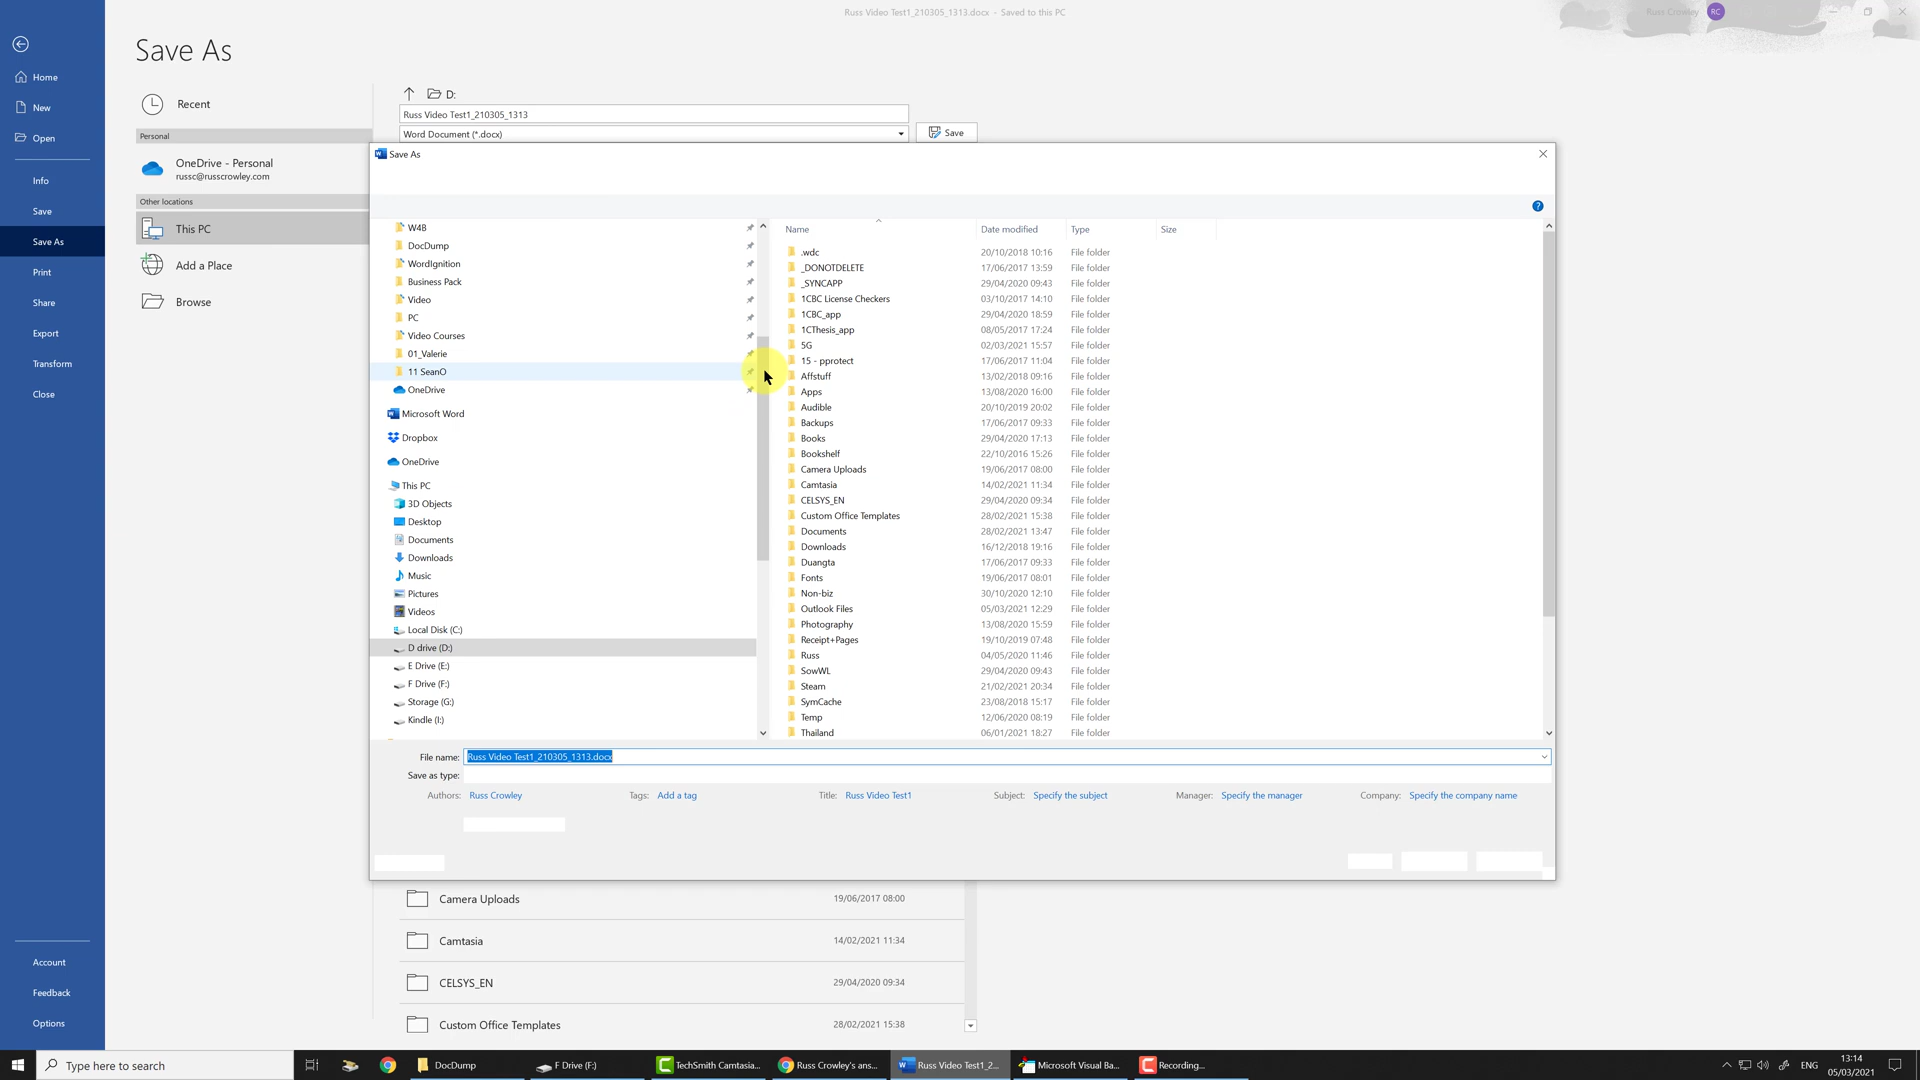 Russ Video Test1_210305_1313.docx - Saved to this PC
Russ Crowley
RC
Save As
Home
New
Open
Info
Save
Save As
Print
Share
Export
Transform
Close
Account
Feedback
Options
Recent
Personal
OneDrive - Personal
russc@russcrowley.com
Other locations
This PC
Add a Place
Browse
D:
Russ Video Test1_210305_1313
Word Document (*.docx)
Save
Save As
?
W4B
DocDump
WordIgnition
Business Pack
Video
PC
Video Courses
01_Valerie
11 SeanO
OneDrive
Microsoft Word
Dropbox
OneDrive
This PC
3D Objects
Desktop
Documents
Downloads
Music
Pictures
Videos
Local Disk (C:)
D drive (D:)
E Drive (E:)
F Drive (F:)
Storage (G:)
Kindle (I:)
Name Date modified Type Size
.wdc 20/10/2018 10:16 File folder
_DONOTDELETE 17/06/2017 13:59 File folder
_SYNCAPP 29/04/2020 09:43 File folder
1CBC License Checkers 03/10/2017 14:10 File folder
1CBC_app 29/04/2020 18:59 File folder
1CThesis_app 08/05/2017 17:24 File folder
5G 02/03/2021 15:57 File folder
15 - pprotect 17/06/2017 11:04 File folder
Affstuff 13/02/2018 09:16 File folder
Apps 13/08/2020 16:00 File folder
Audible 20/10/2019 20:02 File folder
Backups 17/06/2017 09:33 File folder
Books 29/04/2020 17:13 File folder
Bookshelf 22/10/2016 15:26 File folder
Camera Uploads 19/06/2017 08:00 File folder
Camtasia 14/02/2021 11:34 File folder
CELSYS_EN 29/04/2020 09:34 File folder
Custom Office Templates 28/02/2021 15:38 File folder
Documents 28/02/2021 13:47 File folder
Downloads 16/12/2018 19:16 File folder
Duangta 17/06/2017 09:33 File folder
Fonts 19/06/2017 08:01 File folder
Non-biz 30/10/2020 12:10 File folder
Outlook Files 05/03/2021 12:29 File folder
Photography 13/08/2020 15:59 File folder
Receipt+Pages 19/10/2019 07:48 File folder
Russ 04/05/2020 11:46 File folder
SowWL 29/04/2020 09:43 File folder
Steam 21/02/2021 20:34 File folder
SymCache 23/08/2018 15:17 File folder
Temp 12/06/2020 08:19 File folder
Thailand 06/01/2021 18:27 File folder
File name: Russ Video Test1_210305_1313.docx
Save as type:
Authors: Russ Crowley Tags: Add a tag Title: Russ Video Test1 Subject: Specify the subject Manager: Specify the manager Company: Specify the company name
Camera Uploads 19/06/2017 08:00
Camtasia 14/02/2021 11:34
CELSYS_EN 29/04/2020 09:34
Custom Office Templates 28/02/2021 15:38
Type here to search
DocDump
F Drive (F:)
TechSmith Camtasia...
Russ Crowley's ans...
Russ Video Test1_2...
Microsoft Visual Ba...
Recording...
ENG
13:14
05/03/2021